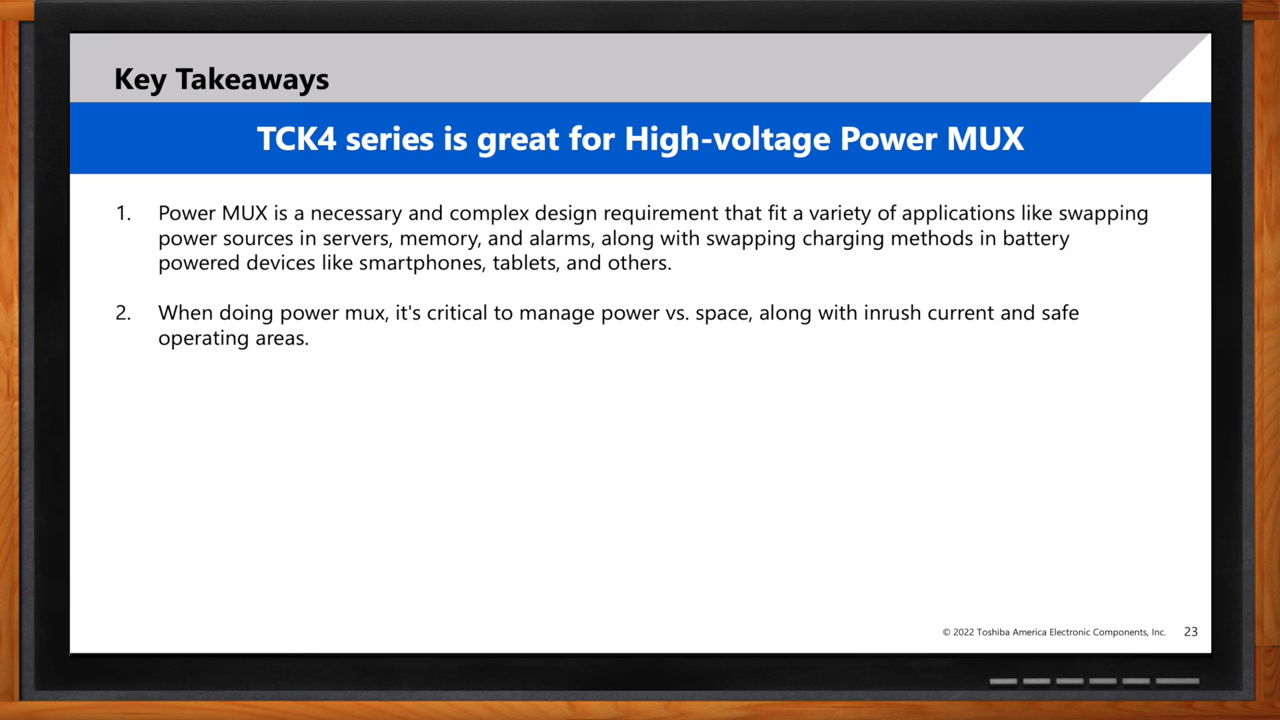 Key Takeaways
TCK4 series is great for High-voltage Power MUX
1. Power MUX is a necessary and complex design requirement that fit a variety of applications like swapping
power sources in servers, memory, and alarms, along with swapping charging methods in battery
powered devices like smartphones, tablets, and others.
2. When doing power mux, it's critical to manage power vs. space, along with inrush current and safe
operating areas.
© 2022 Toshiba America Electronic Components, Inc. 23